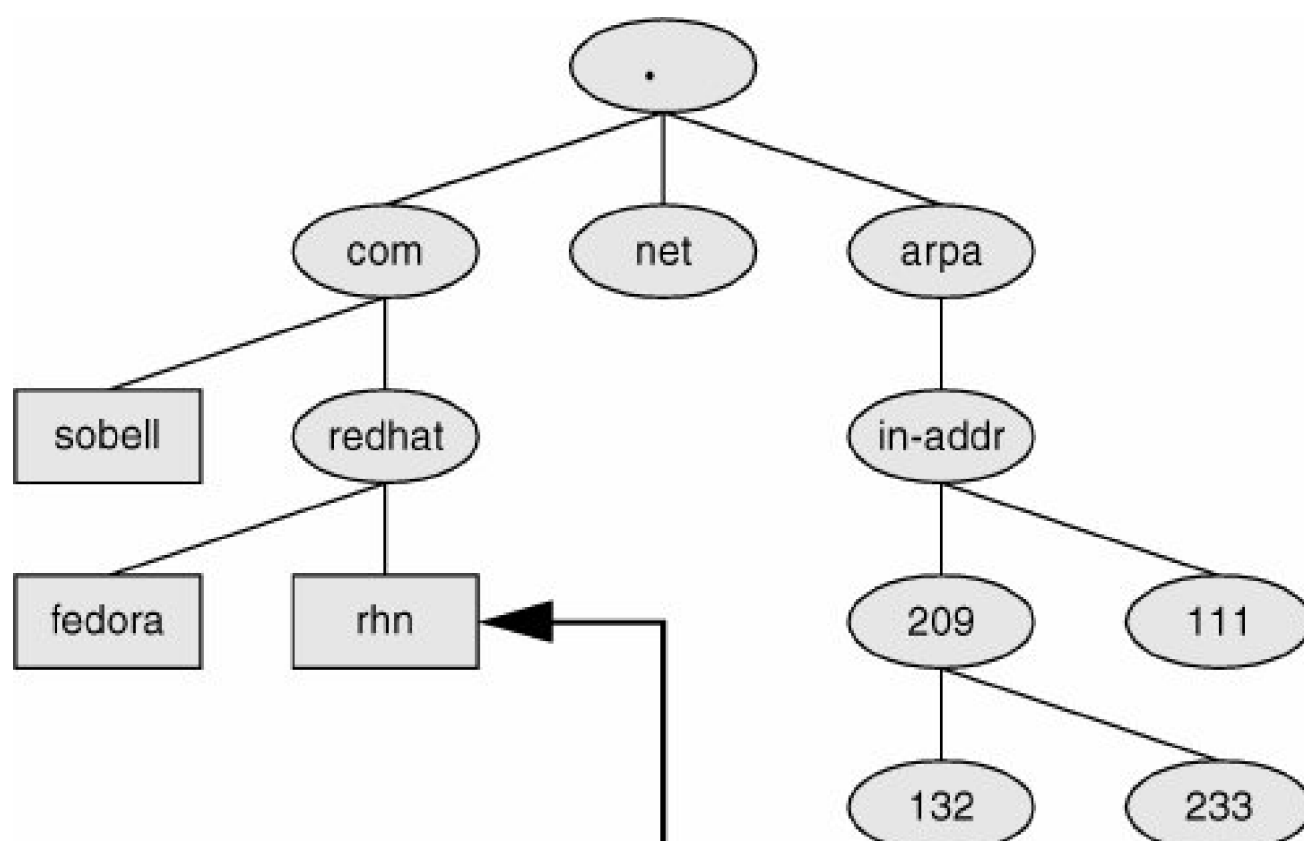 .
com net arpa
sobell redhat in-addr
fedora rhn 209 111
132 233